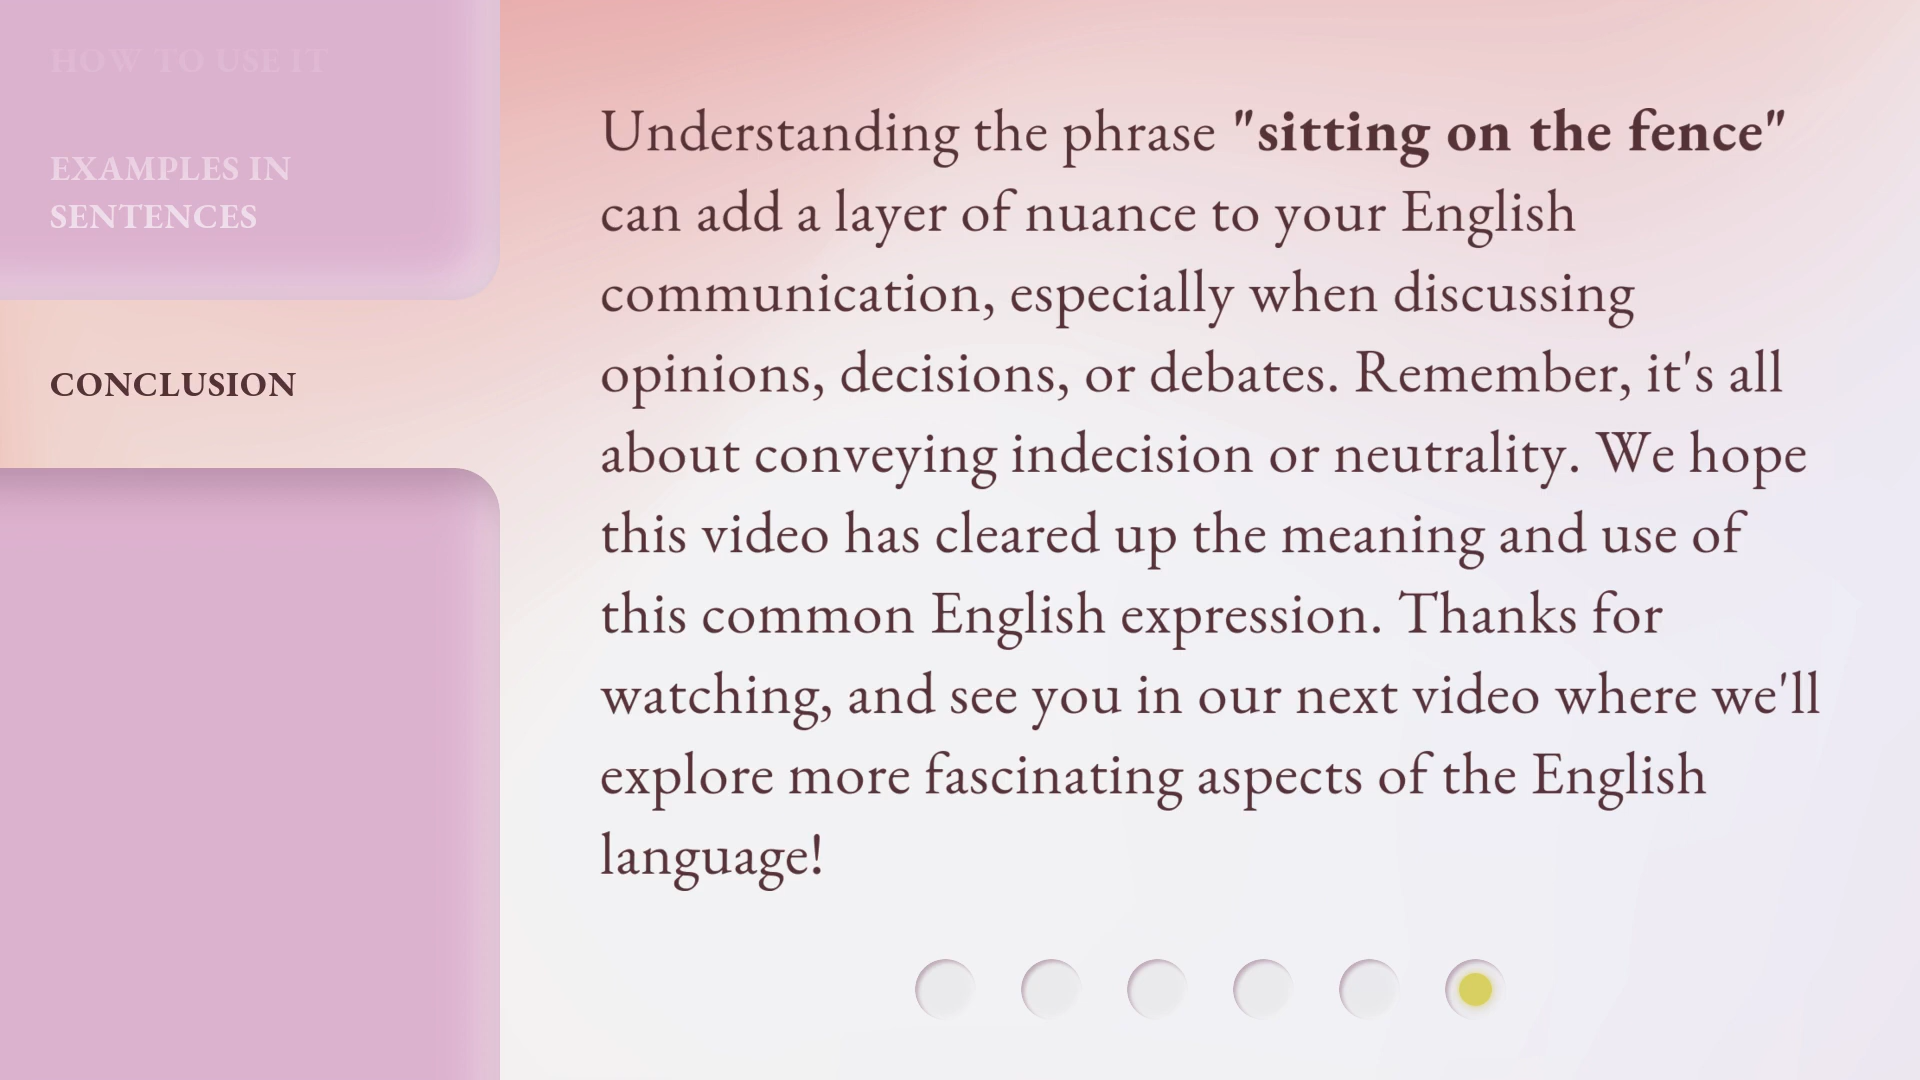 HOW TO USE IT
EXAMPLES IN
SENTENCES
CONCLUSION
Understanding the phrase "sitting on the fence"
can add a layer of nuance to your English
communication, especially when discussing
opinions, decisions, or debates. Remember, it's all
about conveying indecision or neutrality. We hope
this video has cleared up the meaning and use of
this common English expression. Thanks for
watching, and see you in our next video where we'll
explore more fascinating aspects of the English
language!